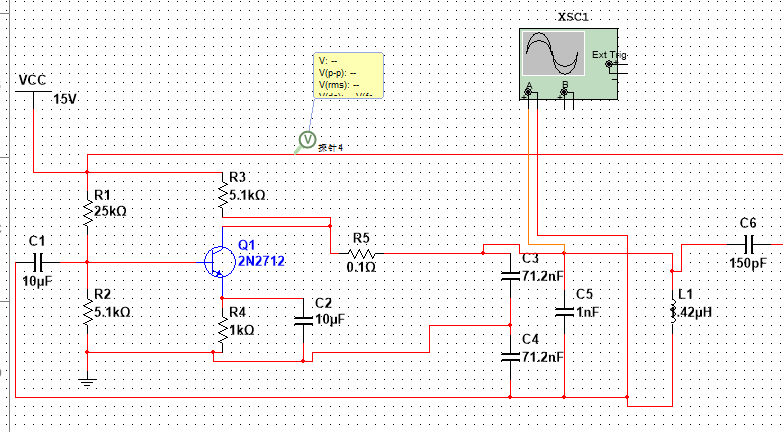 XSC1
Ext Trig
+
A
B
V: --
V(p-p): --
V(rms): --
VCC
15V
V
探针4
R1
25kΩ
R3
5.1kΩ
C1
10μF
Q1
2N2712
R5
0.1Ω
C6
150pF
C3
71.2nF
R2
5.1kΩ
R4
1kΩ
C2
10μF
C5
1nF
L1
C4
71.2nF